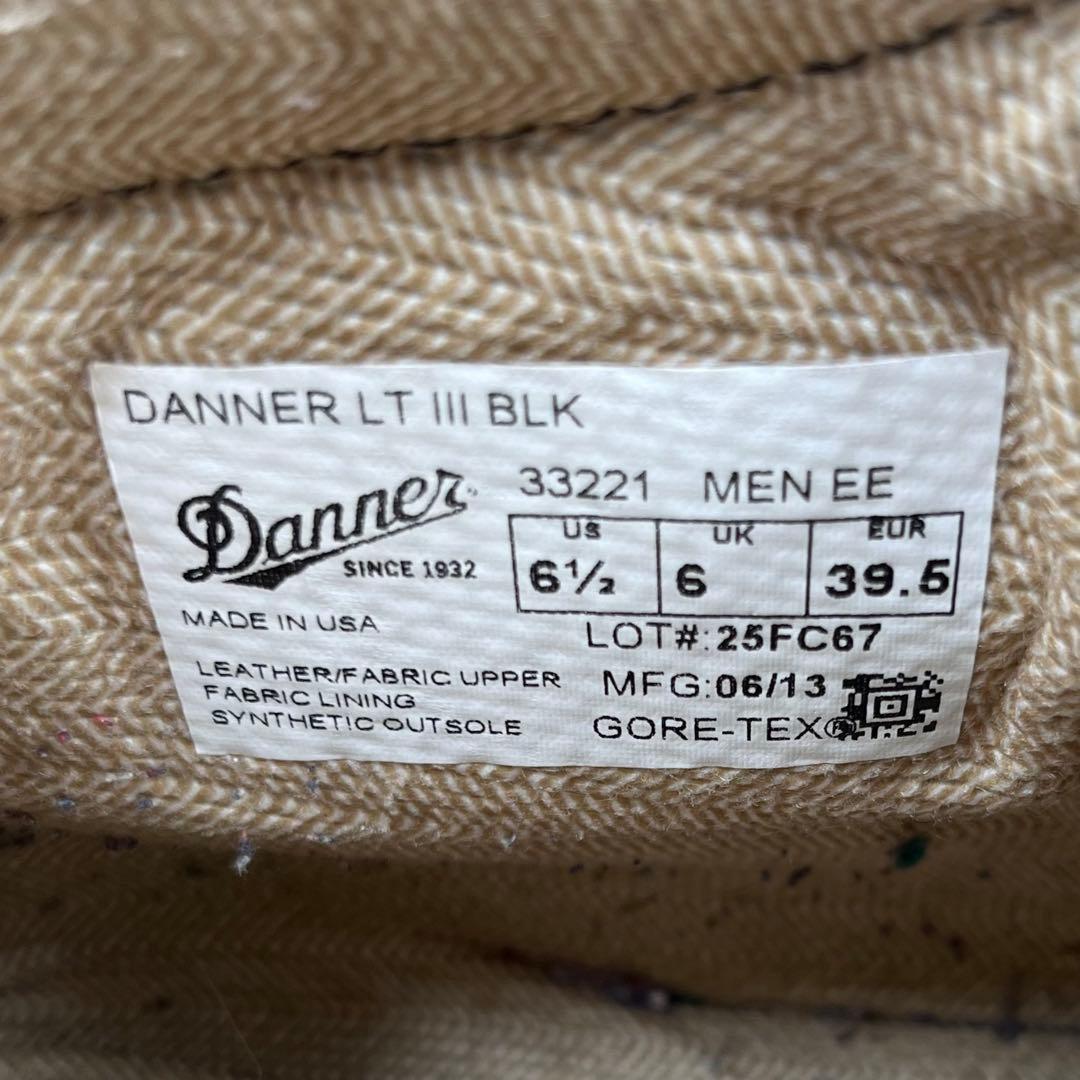 DANNER LT III BLK
Danner
SINCE 1932
33221 MEN EE
US UK EUR
6½ 6 39.5
MADE IN USA
LOT#:25FC67
LEATHER/FABRIC UPPER
FABRIC LINING
SYNTHETIC OUTSOLE
MFG:06/13
GORE-TEX®